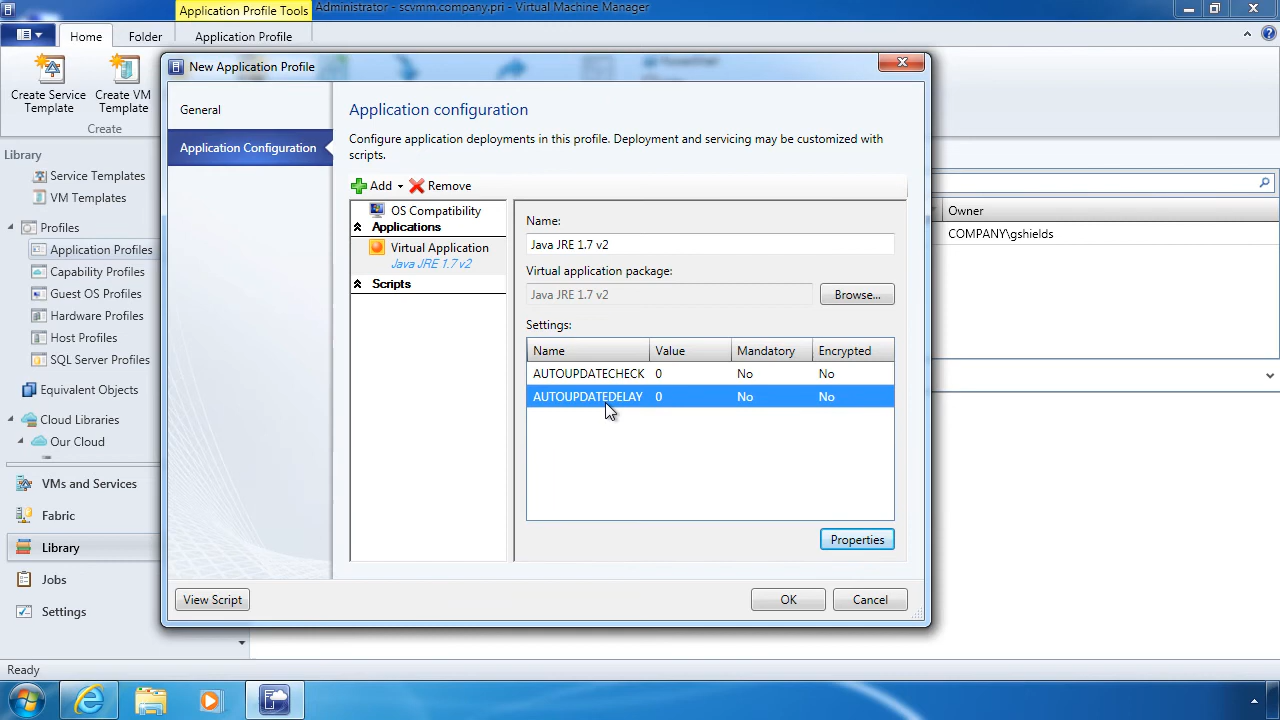 Application Profile Tools
Administrator - scvmm.company.pri - Virtual Machine Manager
Home
Folder
Application Profile
Create Service Template
Create VM Template
Create
Library
Service Templates
VM Templates
Profiles
Application Profiles
Capability Profiles
Guest OS Profiles
Hardware Profiles
Host Profiles
SQL Server Profiles
Equivalent Objects
Cloud Libraries
Our Cloud
VMs and Services
Fabric
Library
Jobs
Settings
New Application Profile
General
Application Configuration
Application configuration
Configure application deployments in this profile. Deployment and servicing may be customized with
scripts.
Add
Remove
OS Compatibility
Applications
Virtual Application
Java JRE 1.7 v2
Scripts
Name:
Java JRE 1.7 v2
Virtual application package:
Java JRE 1.7 v2
Browse...
Settings:
Name Value Mandatory Encrypted
AUTOUPDATECHECK 0 No No
AUTOUPDATEDELAY 0 No No
Properties
View Script
OK
Cancel
Owner
COMPANY\gshields
Ready